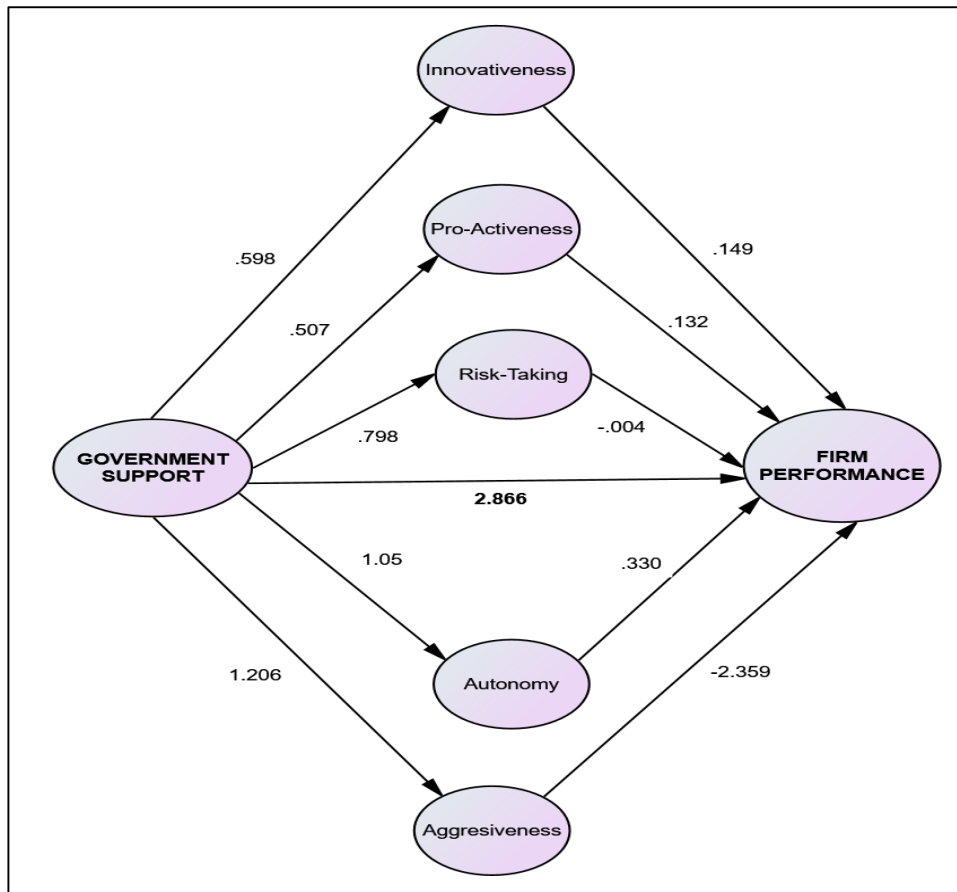 Innovativeness
Pro-Activeness
.598
.149
.507
.132
Risk-Taking
.798
-.004
GOVERNMENT
SUPPORT
FIRM
PERFORMANCE
2.866
1.05
.330
1.206
Autonomy
-2.359
Aggresiveness